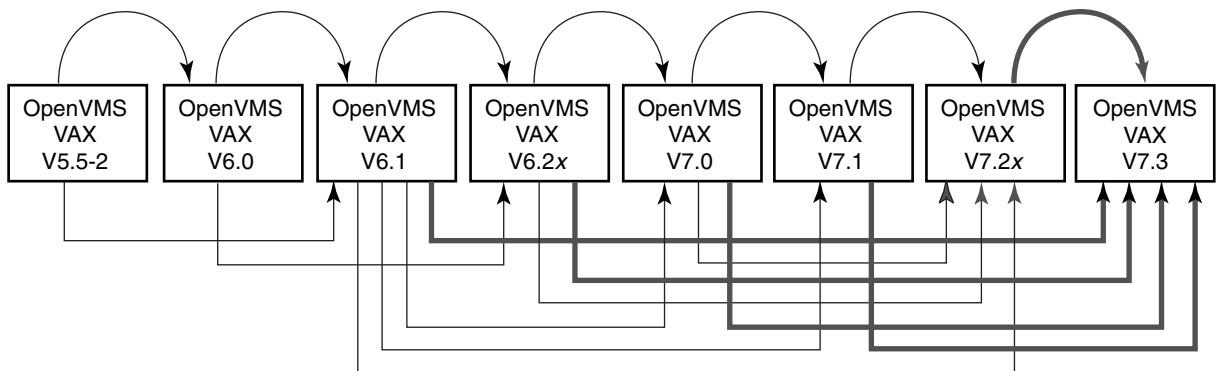 OpenVMS
VAX
V5.5-2
OpenVMS
VAX
V6.0
OpenVMS
VAX
V6.1
OpenVMS
VAX
V6.2x
OpenVMS
VAX
V7.0
OpenVMS
VAX
V7.1
OpenVMS
VAX
V7.2x
OpenVMS
VAX
V7.3